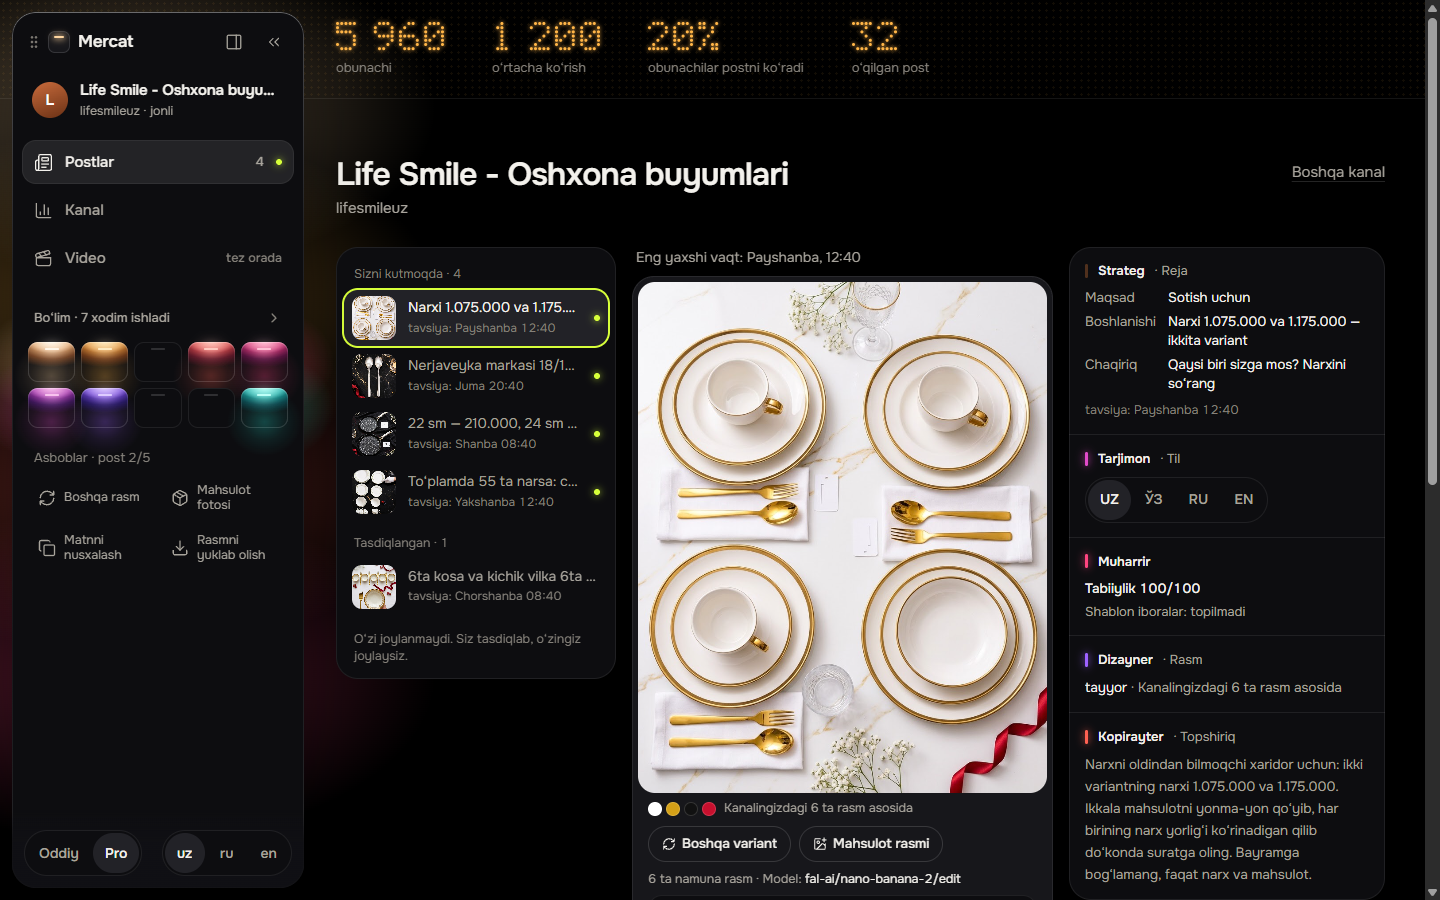 Mercat
Life Smile - Oshxona buyu...
lifesmileuz · jonli
Postlar 4
Kanal
Video tez orada
Bo‘lim · 7 xodim ishladi
Asboblar · post 2/5
Boshqa rasm
Mahsulot
fotosi
Matnni
nusxalash
Rasmni
yuklab olish
Oddiy Pro uz ru en
5 960 1 200 20% 32
obunachi o‘rtacha ko‘rish obunachilar postni ko‘radi o‘qilgan post
Life Smile - Oshxona buyumlari
lifesmileuz
Boshqa kanal
Sizni kutmoqda · 4
Narxi 1.075.000 va 1.175....
tavsiya: Payshanba 12:40
Nerjaveyka markasi 18/1...
tavsiya: Juma 20:40
22 sm — 210.000, 24 sm ...
tavsiya: Shanba 08:40
To‘plamda 55 ta narsa: c...
tavsiya: Yakshanba 12:40
Tasdiqlangan · 1
6ta kosa va kichik vilka 6ta ...
tavsiya: Chorshanba 08:40
O‘zi joylanmaydi. Siz tasdiqlab, o‘zingiz
joylaysiz.
Eng yaxshi vaqt: Payshanba, 12:40
Kanalingizdagi 6 ta rasm asosida
Boshqa variant
Mahsulot rasmi
6 ta namuna rasm · Model: fal-ai/nano-banana-2/edit
Strateg · Reja
Maqsad Sotish uchun
Boshlanishi Narxi 1.075.000 va 1.175.000 —
ikkita variant
Chaqiriq Qaysi biri sizga mos? Narxini
so‘rang
tavsiya: Payshanba 12:40
Tarjimon · Til
UZ ЎЗ RU EN
Muharrir
Tabiiylik 100/100
Shablon iboralar: topilmadi
Dizayner · Rasm
tayyor · Kanalingizdagi 6 ta rasm asosida
Kopirayter · Topshiriq
Narxni oldindan bilmoqchi xaridor uchun: ikki
variantning narxi 1.075.000 va 1.175.000.
Ikkala mahsulotni yonma-yon qo‘yib, har
birining narx yorlig‘i ko‘rinadigan qilib
do‘konda suratga oling. Bayramga
bog‘lamang, faqat narx va mahsulot.